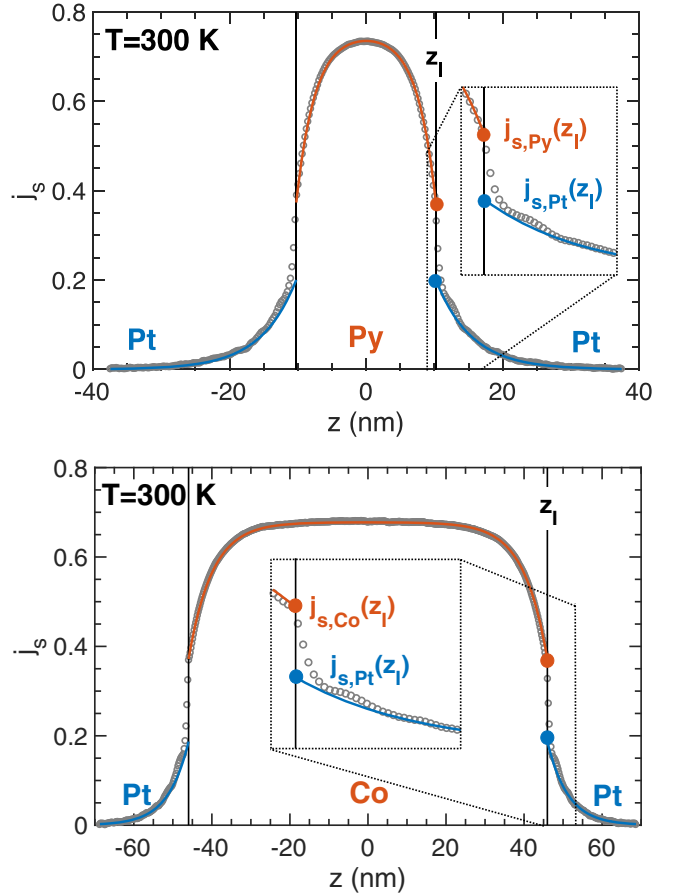 T=300 K
0.8
0.6
0.4
0.2
0
j_s
z_I
j_s,Py(z_I)
j_s,Pt(z_I)
Pt
Py
Pt
-40
-20
0
20
40
z (nm)
T=300 K
0.8
0.6
0.4
0.2
0
j_s
z_I
j_s,Co(z_I)
j_s,Pt(z_I)
Pt
Co
Pt
-60
-40
-20
0
20
40
60
z (nm)